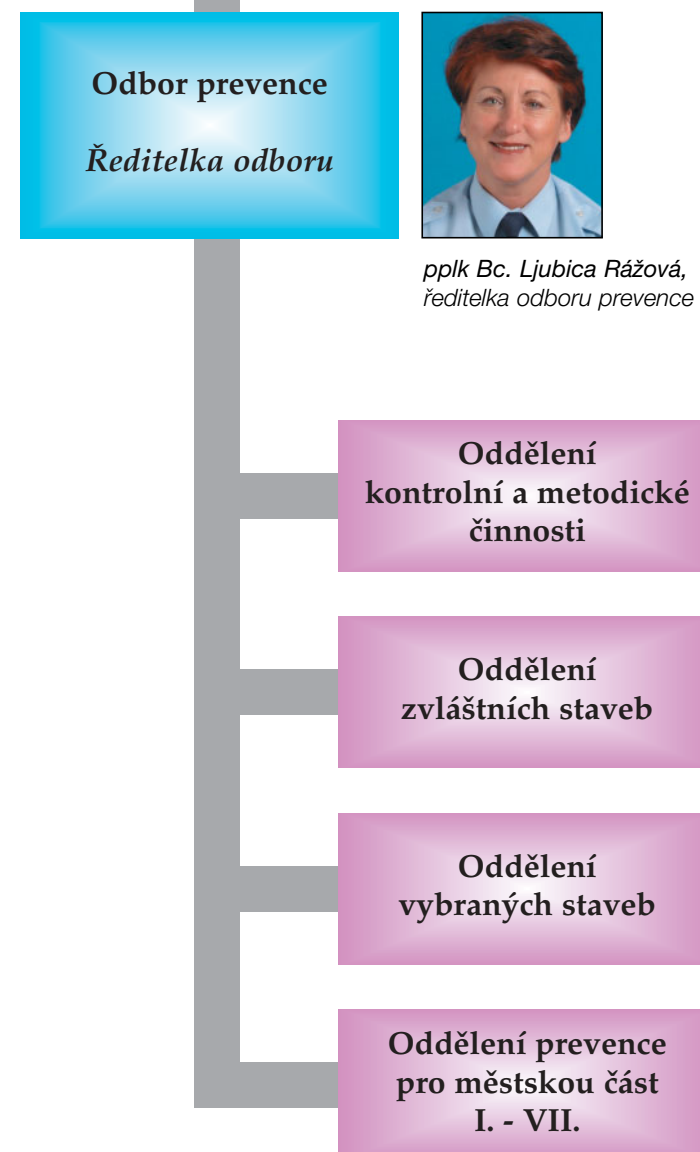 Odbor prevence
Ředitelka odboru
pplk Bc. Ljubica Rážová,
ředitelka odboru prevence
Oddělení
kontrolní a metodické
činnosti
Oddělení
zvláštních staveb
Oddělení
vybraných staveb
Oddělení prevence
pro městskou část
I. - VII.